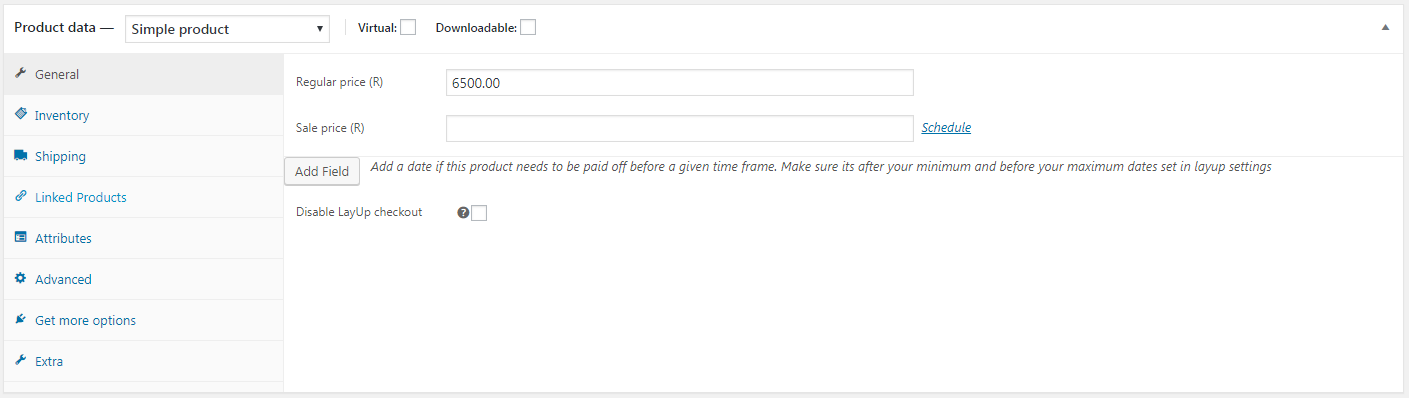 Product data — Simple product Virtual: Downloadable:
General
Inventory
Shipping
Linked Products
Attributes
Advanced
Get more options
Extra
Regular price (R) 6500.00
Sale price (R) Schedule
Add Field Add a date if this product needs to be paid off before a given time frame. Make sure its after your minimum and before your maximum dates set in layup settings
Disable LayUp checkout ?